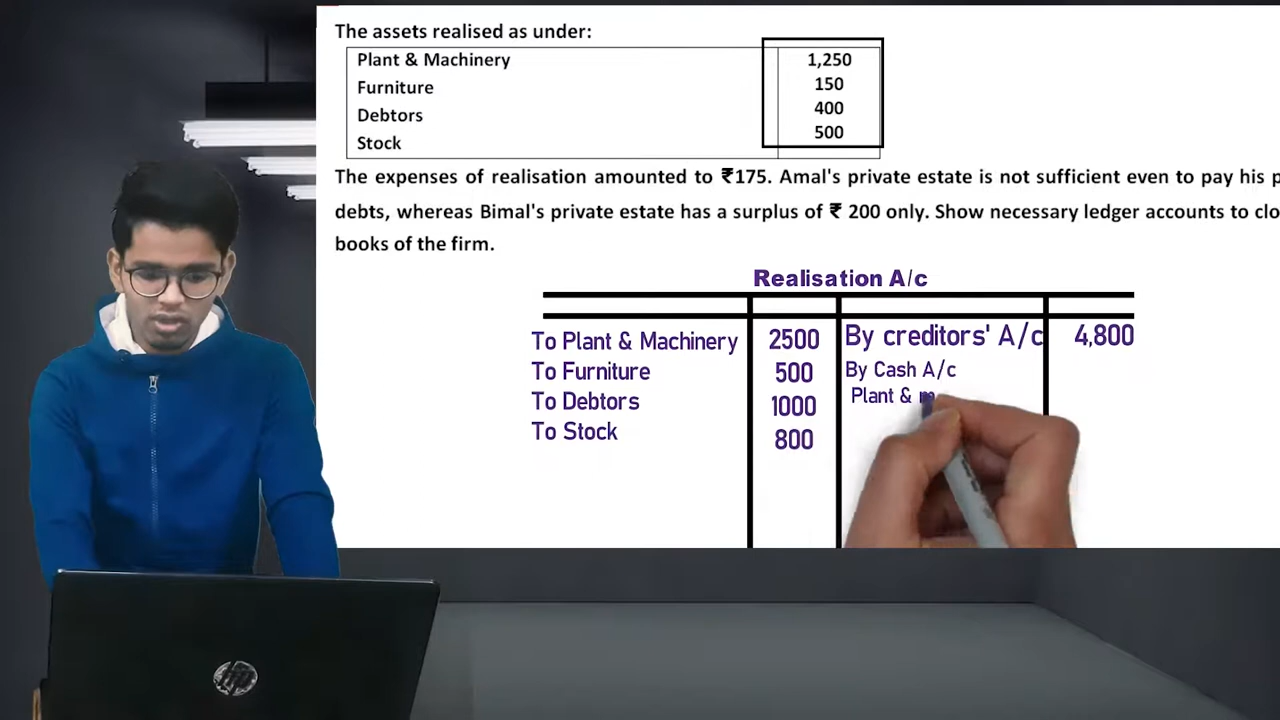 The assets realised as under:
Plant & Machinery 1,250
Furniture 150
Debtors 400
Stock 500
The expenses of realisation amounted to ₹175. Amal's private estate is not sufficient even to pay his
debts, whereas Bimal's private estate has a surplus of ₹ 200 only. Show necessary ledger accounts to
books of the firm.
Realisation A/c
To Plant & Machinery 2500 By creditors' A/c 4,800
To Furniture 500 By Cash A/c
Plant &
To Debtors 1000
To Stock 800
hp